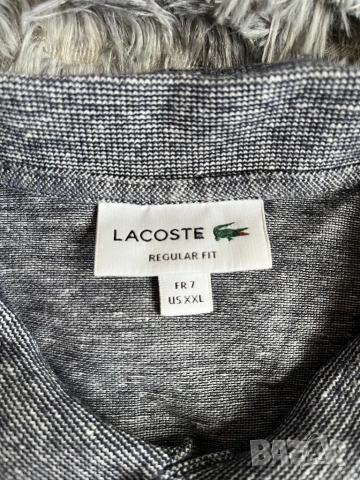 LACOSTE
REGULAR FIT
FR 7
US XXL